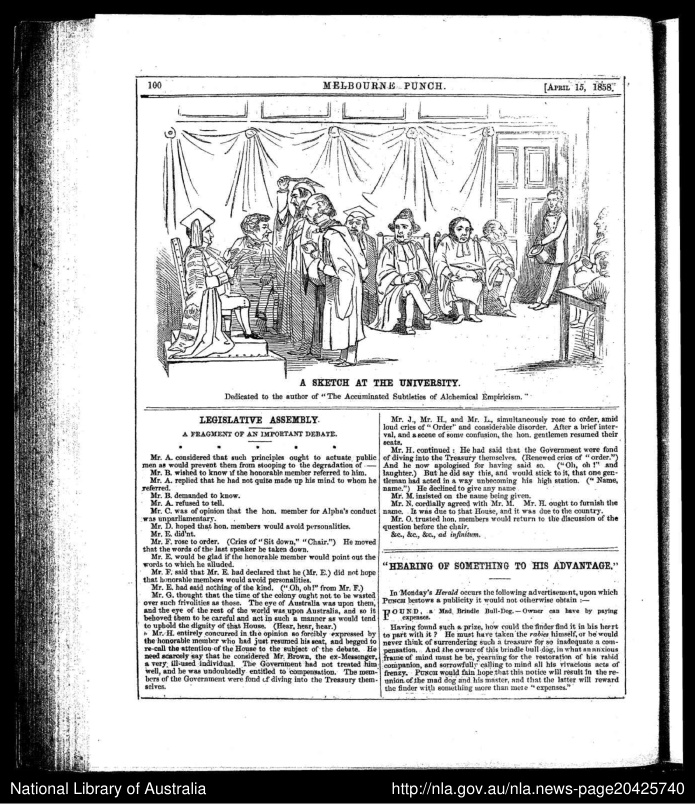 100
MELBOURNE PUNCH.
[APRIL 15, 1858.
A SKETCH AT THE UNIVERSITY.
Dedicated to the author of "The Accuminated Subtleties of Alchemical Empiricism."
LEGISLATIVE ASSEMBLY.
A FRAGMENT OF AN IMPORTANT DEBATE.
* * * * *
Mr. A. considered that such principles ought to actuate public
men as would prevent them from stooping to the degradation of —
Mr. B. wished to know if the honorable member referred to him.
Mr. A. replied that he had not quite made up his mind to whom he
referred.
Mr. B. demanded to know.
Mr. A. refused to tell.
Mr. C. was of opinion that the hon. member for Alpha's conduct
was unparliamentary.
Mr. D. hoped that hon. members would avoid personalities.
Mr. E. did'nt.
Mr. F. rose to order. (Cries of "Sit down," "Chair.") He moved
that the words of the last speaker be taken down.
Mr. E. would be glad if the honorable member would point out the
words to which he alluded.
Mr. F. said that Mr. E. had declared that he (Mr. E.) did not hope
that honorable members would avoid personalities.
Mr. E. had said nothing of the kind. ("Oh, oh!" from Mr. F.)
Mr. G. thought that the time of the colony ought not to be wasted
over such frivolities as those. The eye of Australia was upon them,
and the eye of the rest of the world was upon Australia, and so it
behoved them to be careful and act in such a manner as would tend
to uphold the dignity of that House. (Hear, hear, hear.)
Mr. H. entirely concurred in the opinion so forcibly expressed by
the honorable member who had just resumed his seat, and begged to
re-call the attention of the House to the subject of the debate. He
need scarcely say that he considered Mr. Brown, the ex-Messenger,
a very ill-used individual. The Government had not treated him
well, and he was undoubtedly entitled to compensation. The mem-
bers of the Government were fond of diving into the Treasury them-
selves.
Mr. J., Mr. H., and Mr. L., simultaneously rose to order, amid
loud cries of "Order" and considerable disorder. After a brief inter-
val, and a scene of some confusion, the hon. gentlemen resumed their
seats.
Mr. H. continued: He had said that the Government were fond
of diving into the Treasury themselves. (Renewed cries of "order.")
And he now apologised for having said so. ("Oh, oh!" and
laughter.) But he did say this, and would stick to it, that one gen-
tleman had acted in a way unbecoming his high station. ("Name,
name.") He declined to give any name
Mr. M. insisted on the name being given.
Mr. N. cordially agreed with Mr. M. Mr. H. ought to furnish the
name. It was due to that House, and it was due to the country.
Mr. O. trusted hon. members would return to the discussion of the
question before the chair.
&c., &c., &c., ad infinitum.
"HEARING OF SOMETHING TO HIS ADVANTAGE."
In Monday's Herald occurs the following advertisement, upon which
PUNCH bestows a publicity it would not otherwise obtain :—
FOUND, a Mad Brindle Bull-Dog.—Owner can have by paying
expenses.
Having found such a prize, how could the finder find it in his heart
to part with it? He must have taken the rabies himself, or he would
never think of surrendering such a treasure for so inadequate a com-
pensation. And the owner of this brindle bull dog, in what an anxious
frame of mind must he be, yearning for the restoration of his rabid
companion, and sorrowfully calling to mind all his vivacious acts of
frenzy. PUNCH would fain hope that this notice will result in the re-
union of the mad dog and his master, and that the latter will reward
the finder with something more than mere "expenses."
National Library of Australia
http://nla.gov.au/nla.news-page20425740